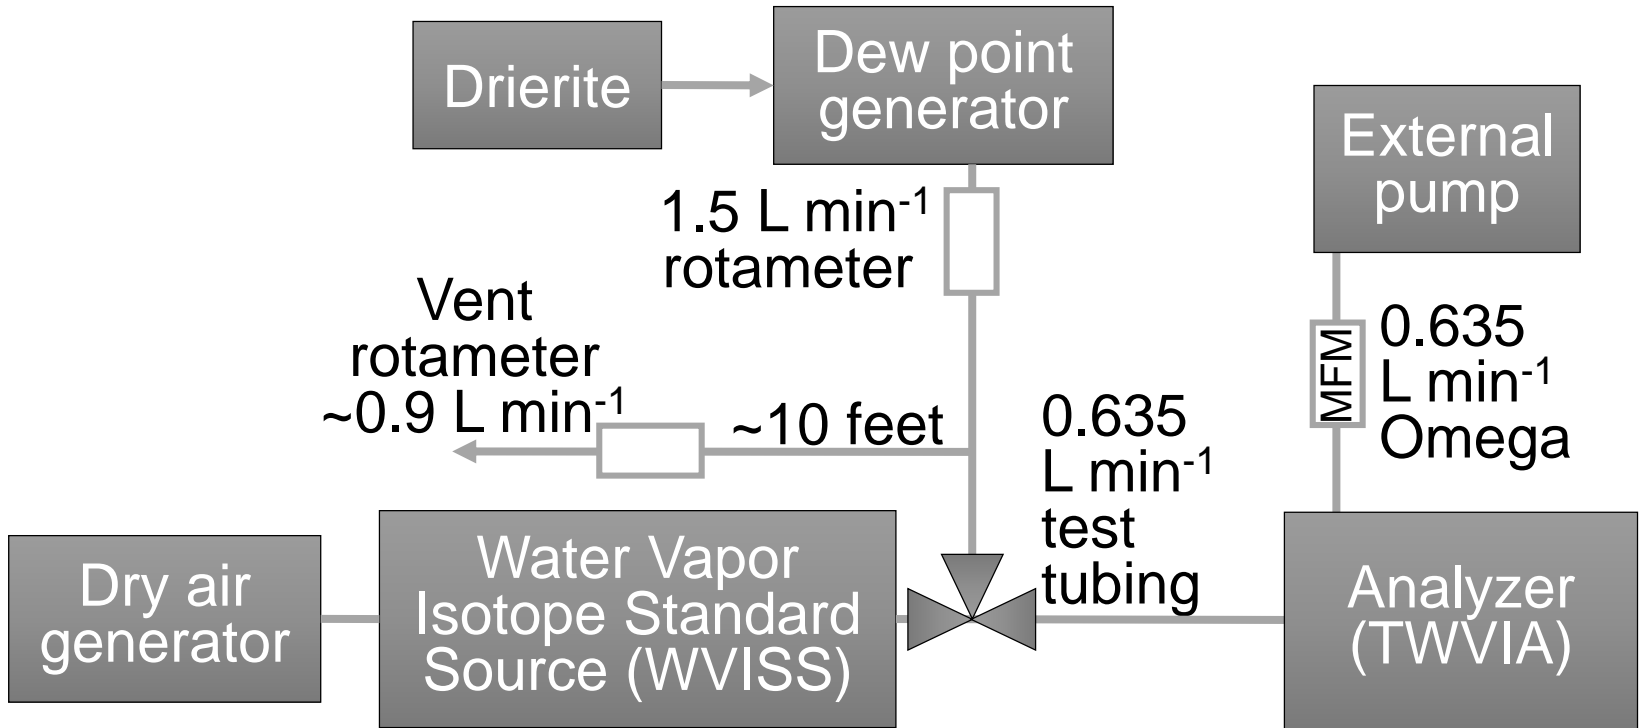 Drierite
Dew point
generator
External
pump
1.5 L min⁻¹
rotameter
Vent
rotameter
~0.9 L min⁻¹
~10 feet
0.635
L min⁻¹
test
tubing
MFM
0.635
L min⁻¹
Omega
Dry air
generator
Water Vapor
Isotope Standard
Source (WVISS)
Analyzer
(TWVIA)